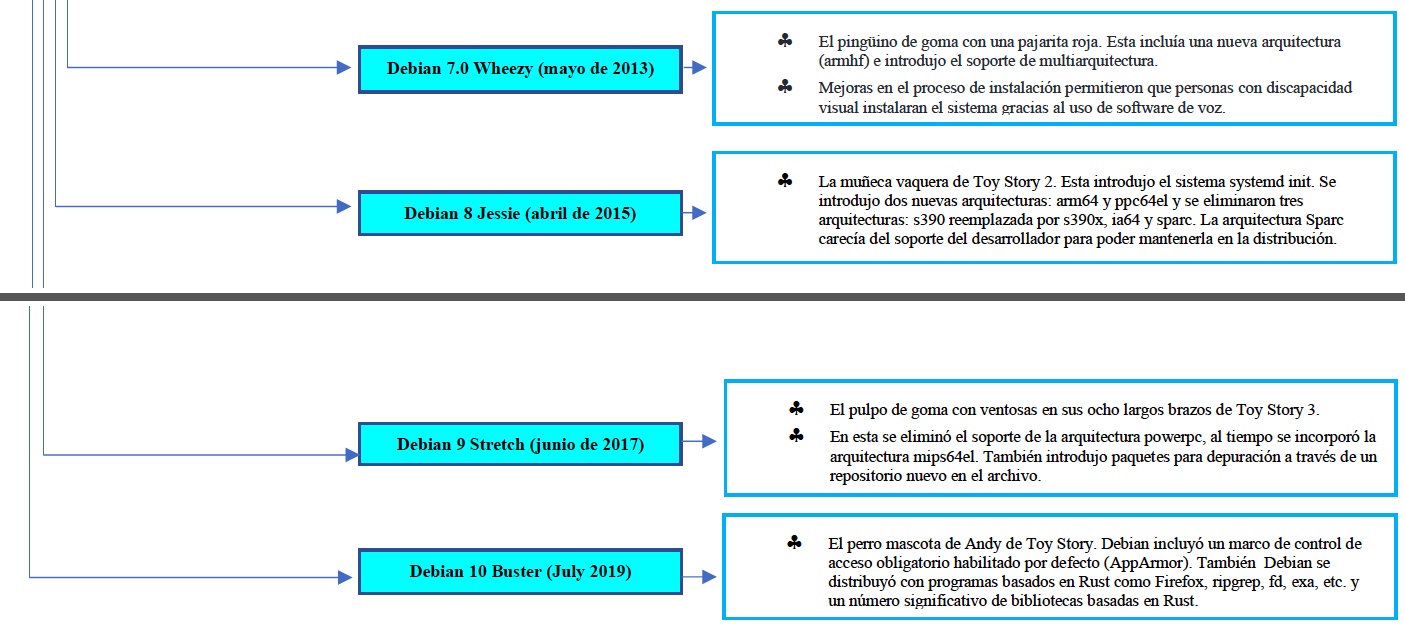 Debian 7.0 Wheezy (mayo de 2013)
♣ El pingüino de goma con una pajarita roja. Esta incluía una nueva arquitectura
(armhf) e introdujo el soporte de multiarquitectura.
♣ Mejoras en el proceso de instalación permitieron que personas con discapacidad
visual instalaran el sistema gracias al uso de software de voz.
Debian 8 Jessie (abril de 2015)
♣ La muñeca vaquera de Toy Story 2. Esta introdujo el sistema systemd init. Se
introdujo dos nuevas arquitecturas: arm64 y ppc64el y se eliminaron tres
arquitecturas: s390 reemplazada por s390x, ia64 y sparc. La arquitectura Sparc
carecía del soporte del desarrollador para poder mantenerla en la distribución.
Debian 9 Stretch (junio de 2017)
♣ El pulpo de goma con ventosas en sus ocho largos brazos de Toy Story 3.
♣ En esta se eliminó el soporte de la arquitectura powerpc, al tiempo se incorporó la
arquitectura mips64el. También introdujo paquetes para depuración a través de un
repositorio nuevo en el archivo.
Debian 10 Buster (July 2019)
♣ El perro mascota de Andy de Toy Story. Debian incluyó un marco de control de
acceso obligatorio habilitado por defecto (AppArmor). También Debian se
distribuyó con programas basados en Rust como Firefox, ripgrep, fd, exa, etc. y
un número significativo de bibliotecas basadas en Rust.